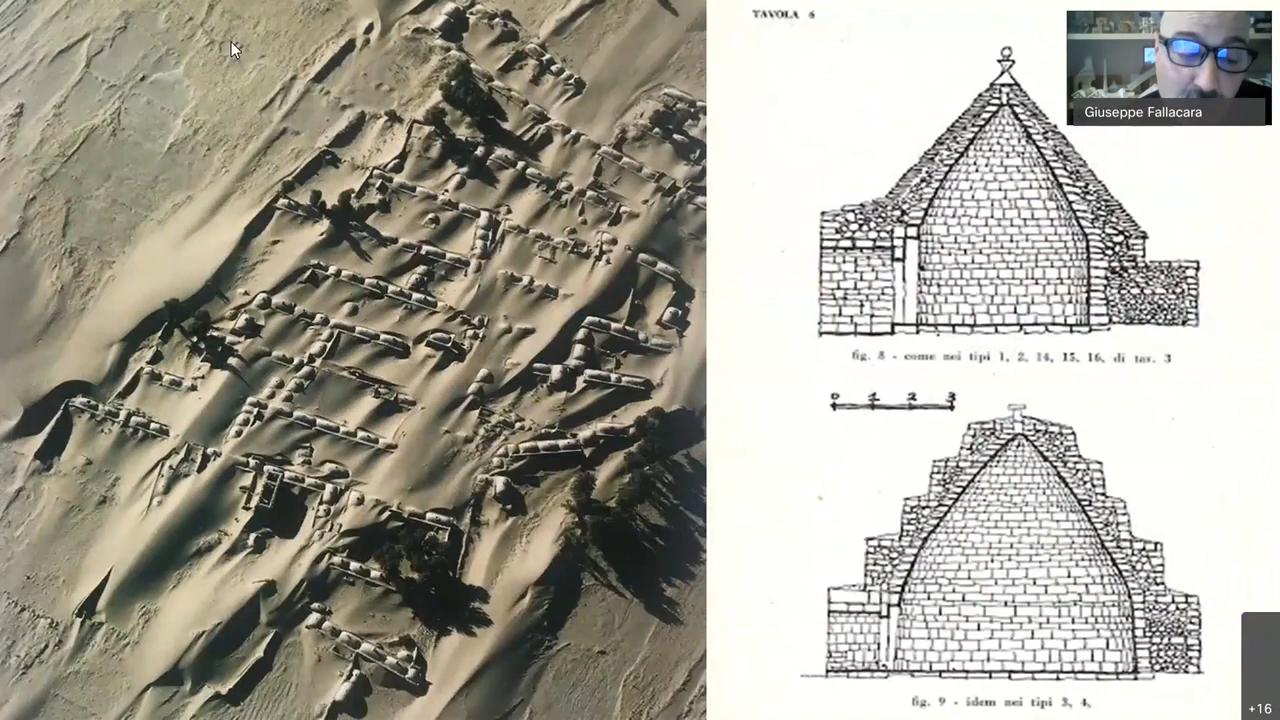 TAVOLA 6
Giuseppe Fallacara
fig. 8 - come nei tipi 1, 2, 14, 15, 16, di tav. 3
0 1 2 3
fig. 9 - idem nei tipi 3, 4,
+16